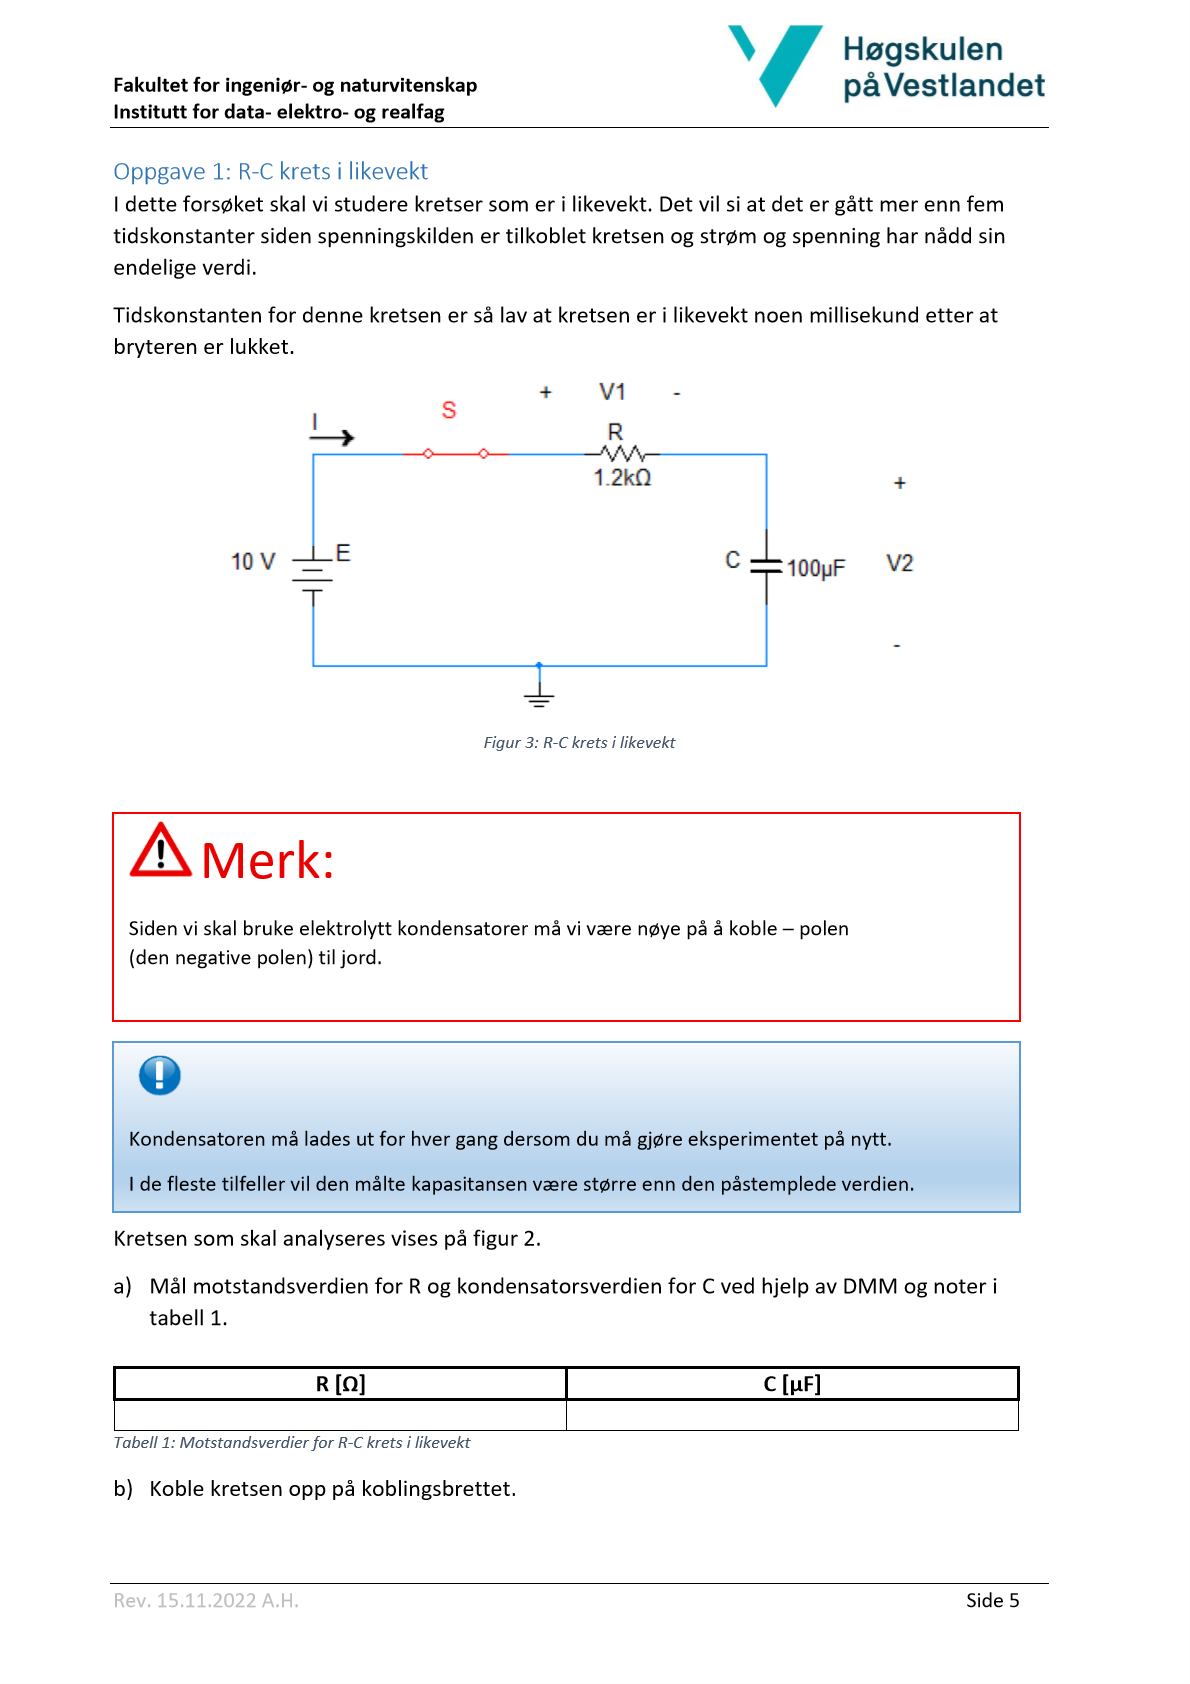 Høgskulen
på Vestlandet
Fakultet for ingeniør- og naturvitenskap
Institutt for data- elektro- og realfag
Oppgave 1: R-C krets i likevekt
I dette forsøket skal vi studere kretser som er i likevekt. Det vil si at det er gått mer enn fem
tidskonstanter siden spenningskilden er tilkoblet kretsen og strøm og spenning har nådd sin
endelige verdi.
Tidskonstanten for denne kretsen er så lav at kretsen er i likevekt noen millisekund etter at
bryteren er lukket.
+ V1 -
S
I
R
1.2kΩ
+
10 V
E
C
100µF
V2
-
Figur 3: R-C krets i likevekt
Merk:
Siden vi skal bruke elektrolytt kondensatorer må vi være nøye på å koble – polen
(den negative polen) til jord.
Kondensatoren må lades ut for hver gang dersom du må gjøre eksperimentet på nytt.
I de fleste tilfeller vil den målte kapasitansen være større enn den påstemplede verdien.
Kretsen som skal analyseres vises på figur 2.
a) Mål motstandsverdien for R og kondensatorsverdien for C ved hjelp av DMM og noter i
tabell 1.
R [Ω] C [µF]
Tabell 1: Motstandsverdier for R-C krets i likevekt
b) Koble kretsen opp på koblingsbrettet.
Rev. 15.11.2022 A.H. Side 5